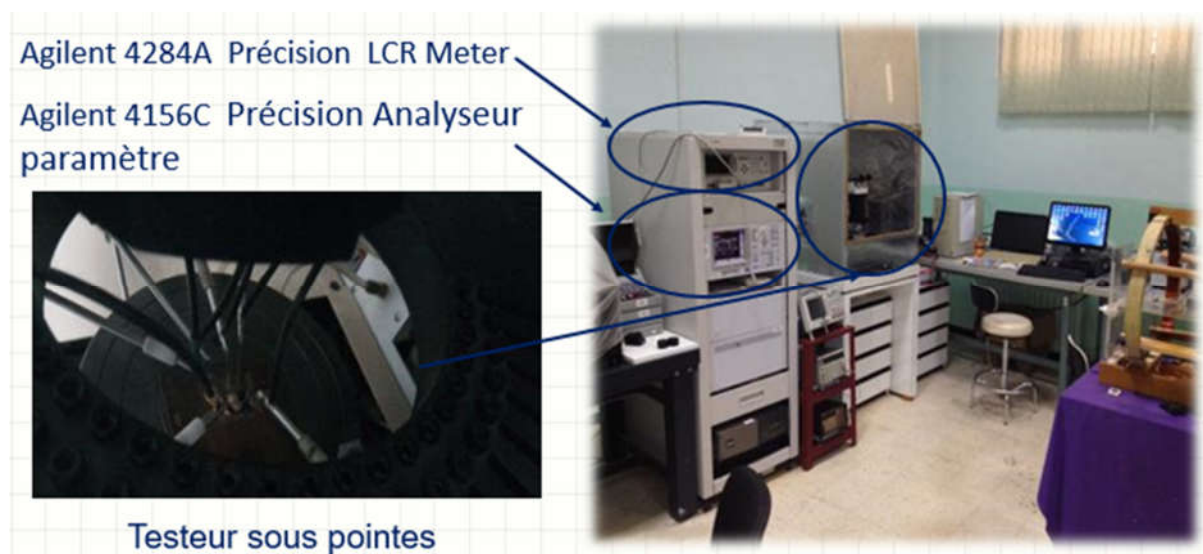 Agilent 4284A Précision LCR Meter
Agilent 4156C Précision Analyseur
paramètre
Testeur sous pointes